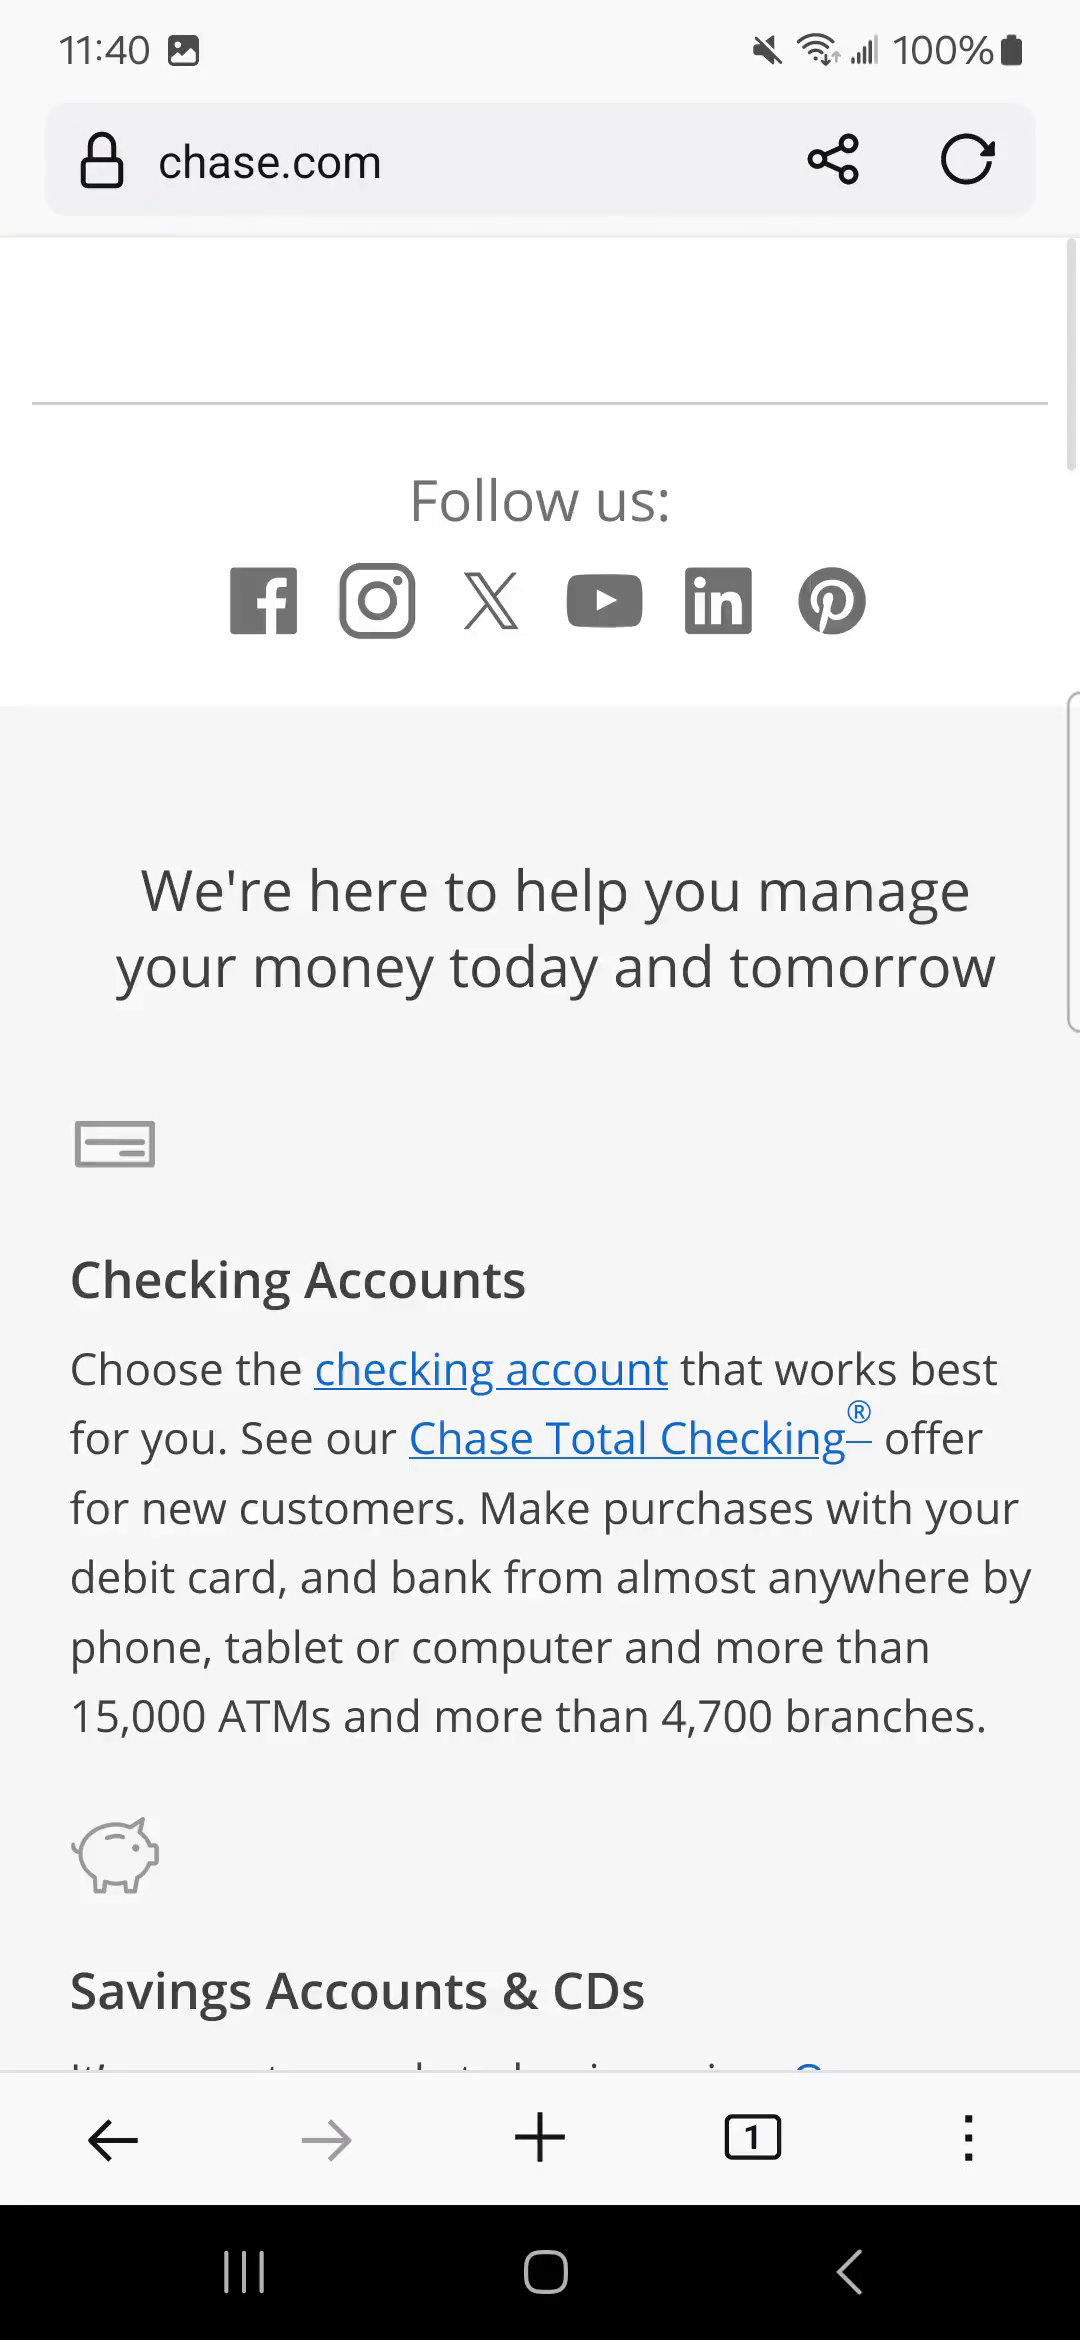 11:40
100%
chase.com
Follow us:
We're here to help you manage
your money today and tomorrow
Checking Accounts
Choose the checking account that works best
for you. See our Chase Total Checking® offer
for new customers. Make purchases with your
debit card, and bank from almost anywhere by
phone, tablet or computer and more than
15,000 ATMs and more than 4,700 branches.
Savings Accounts & CDs
1